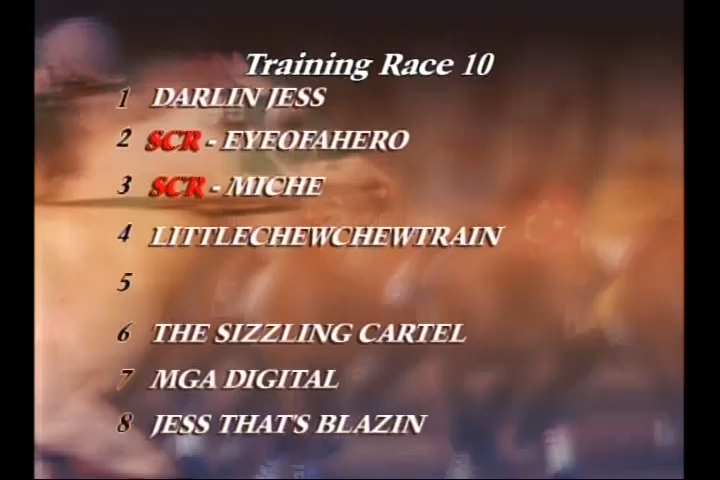 Training Race 10
1 DARLIN JESS
2 SCR - EYEOFAHERO
3 SCR - MICHE
4 LITTLECHEWCHEWTRAIN
5
6 THE SIZZLING CARTEL
7 MGA DIGITAL
8 JESS THAT'S BLAZIN